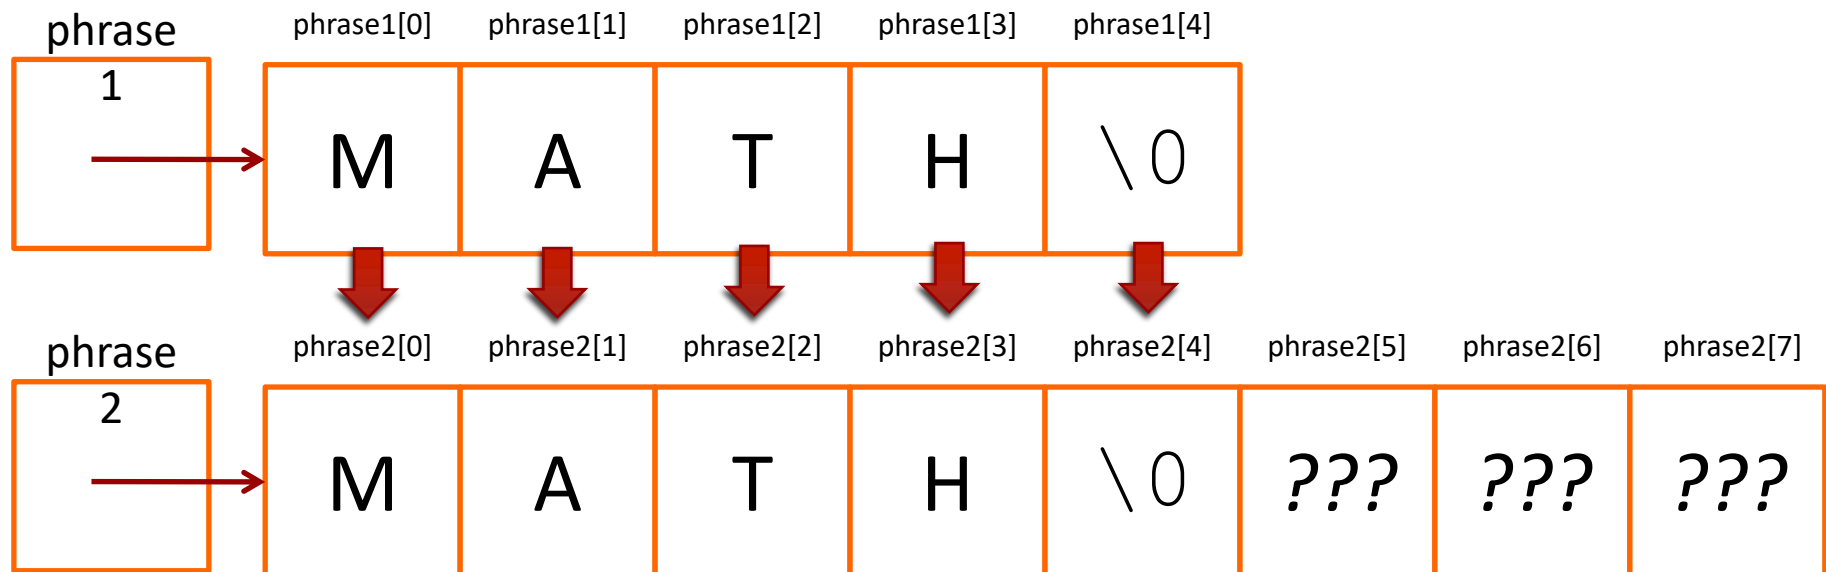 phrase1[0] phrase1[1] phrase1[2] phrase1[3] phrase1[4]
phrase
1
M A T H \0
phrase2[0] phrase2[1] phrase2[2] phrase2[3] phrase2[4] phrase2[5] phrase2[6] phrase2[7]
phrase
2
M A T H \0 ??? ??? ???